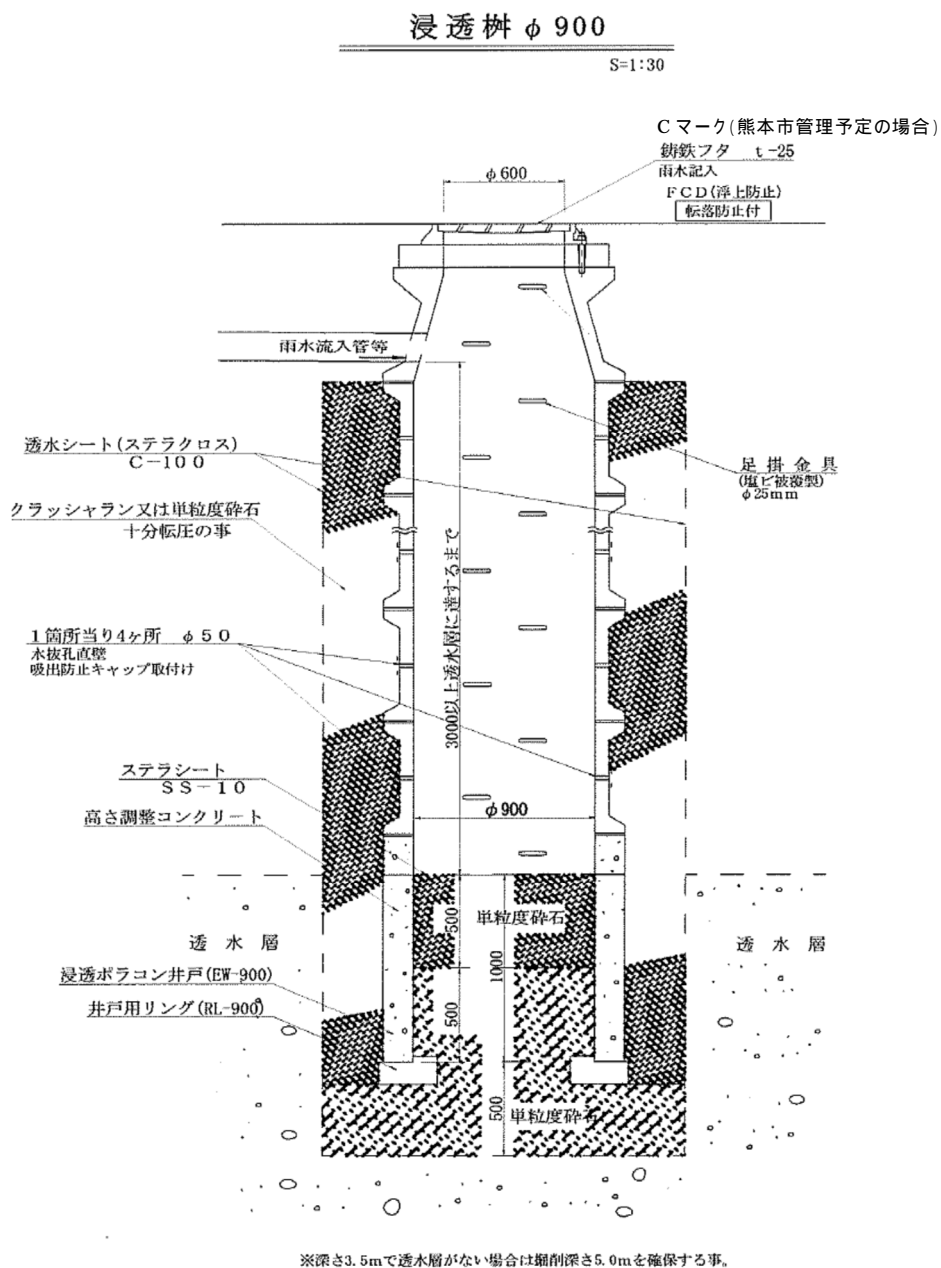 浸透桝φ900
S=1:30
Cマーク(熊本市管理予定の場合)
鋳鉄フタ t-25
雨水記入
FCD(浮上防止)
転落防止付
φ600
雨水流入管等
透水シート(ステラクロス)
C-100
足掛金具
(塩ビ被覆製)
φ25mm
クラッシャラン又は単粒度砕石
十分転圧の事
3000以上透水層に達するまで
1箇所当り4ヶ所 φ50
水抜孔直壁
吸出防止キャップ取付け
ステラシート
SS-10
φ900
高さ調整コンクリート
500
単粒度砕石
1000
透水層
透水層
浸透ポラコン井戸(EW-900)
500
井戸用リング(RL-900)
500
単粒度砕石
※深さ3.5mで透水層がない場合は掘削深さ5.0mを確保する事。